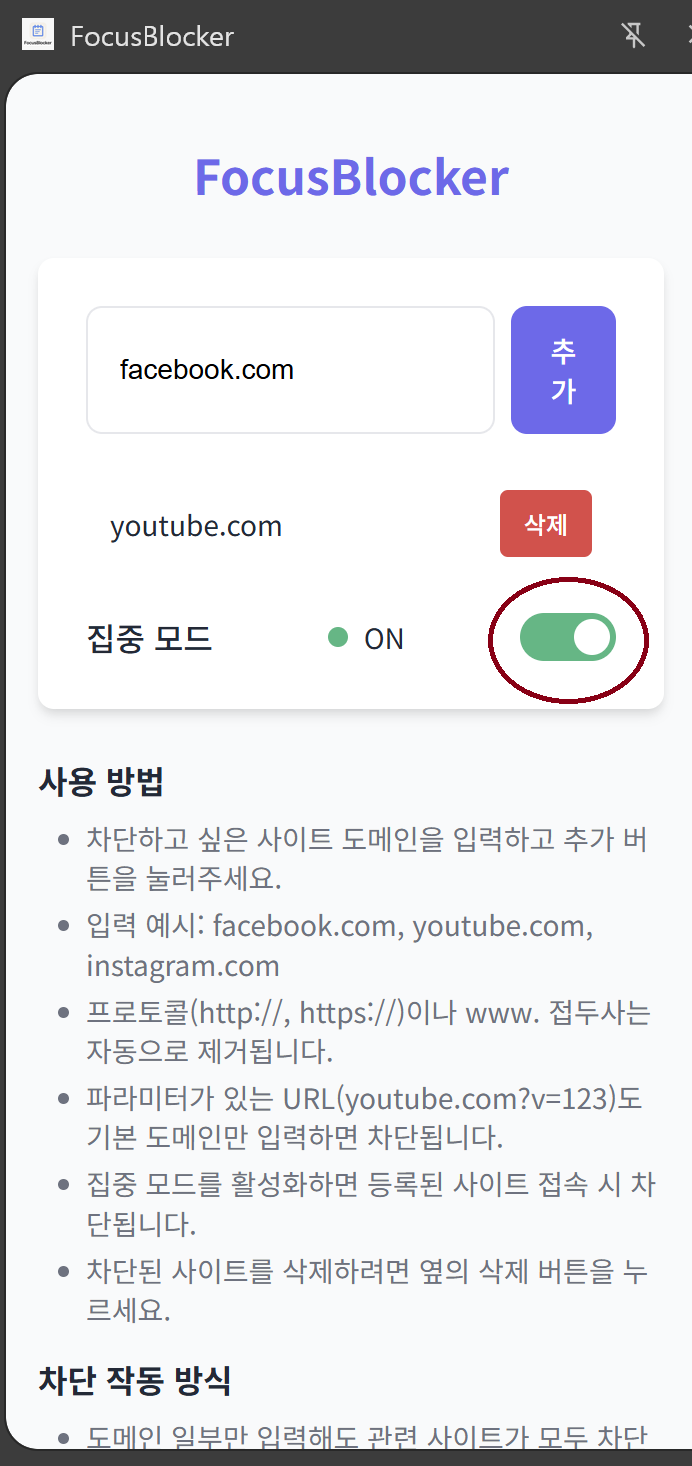 FocusBlocker
FocusBlocker
FocusBlocker
facebook.com
추
가
youtube.com
삭제
집중 모드
ON
사용 방법
차단하고 싶은 사이트 도메인을 입력하고 추가 버
튼을 눌러주세요.
입력 예시: facebook.com, youtube.com,
instagram.com
프로토콜(http://, https://)이나 www. 접두사는
자동으로 제거됩니다.
파라미터가 있는 URL(youtube.com?v=123)도
기본 도메인만 입력하면 차단됩니다.
집중 모드를 활성화하면 등록된 사이트 접속 시 차
단됩니다.
차단된 사이트를 삭제하려면 옆의 삭제 버튼을 누
르세요.
차단 작동 방식
도메인 일부만 입력해도 관련 사이트가 모두 차단